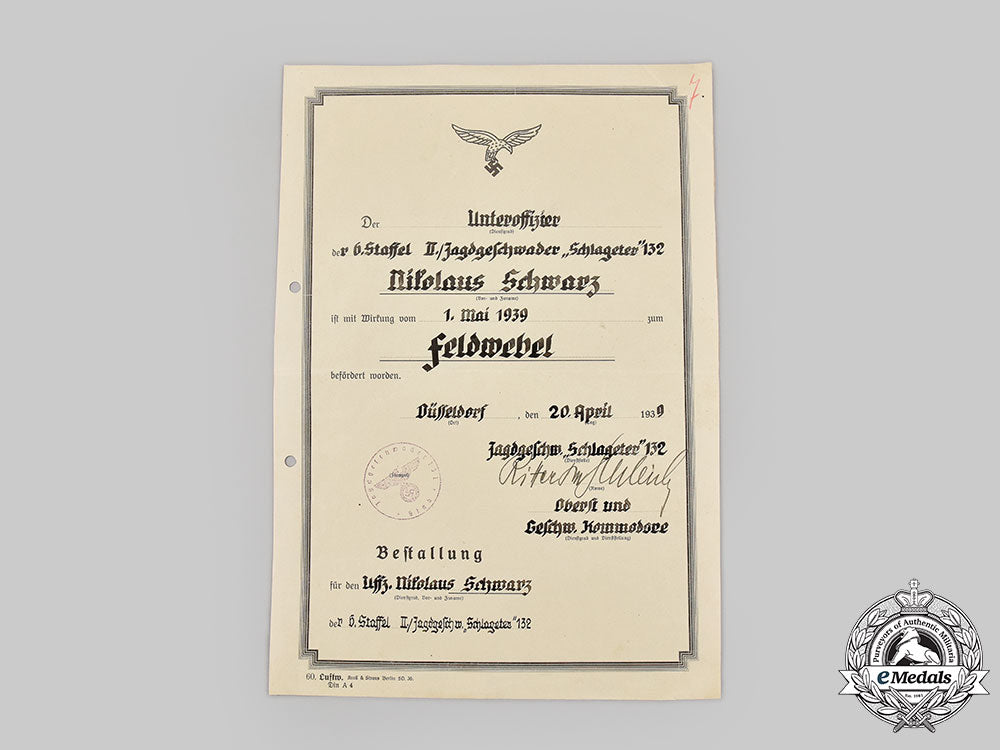 Der Unteroffizier
(Dienstgrad)
der 6. Staffel II./Jagdgeschwader „Schlageter" 132
Nikolaus Schwarz
(Vor- und Zuname)
ist mit Wirkung vom 1. Mai 1939 zum
Feldwebel
befördert worden.
Düsseldorf, den 20. April 1939
(Ort) (Tag)
Jagdgeschw. „Schlageter" 132
(Dienststelle)
(Stempel)
(Name)
Oberst und
Geschw. Kommodore
(Dienstgrad und Dienststellung)
Bestallung
für den Uffz. Nikolaus Schwarz
(Dienstgrad, Vor- und Zuname)
der 6. Staffel II./Jagdgeschw. „Schlageter" 132
60. Luftw.
Din A 4
Purveyors of Authentic Militaria
eMedals